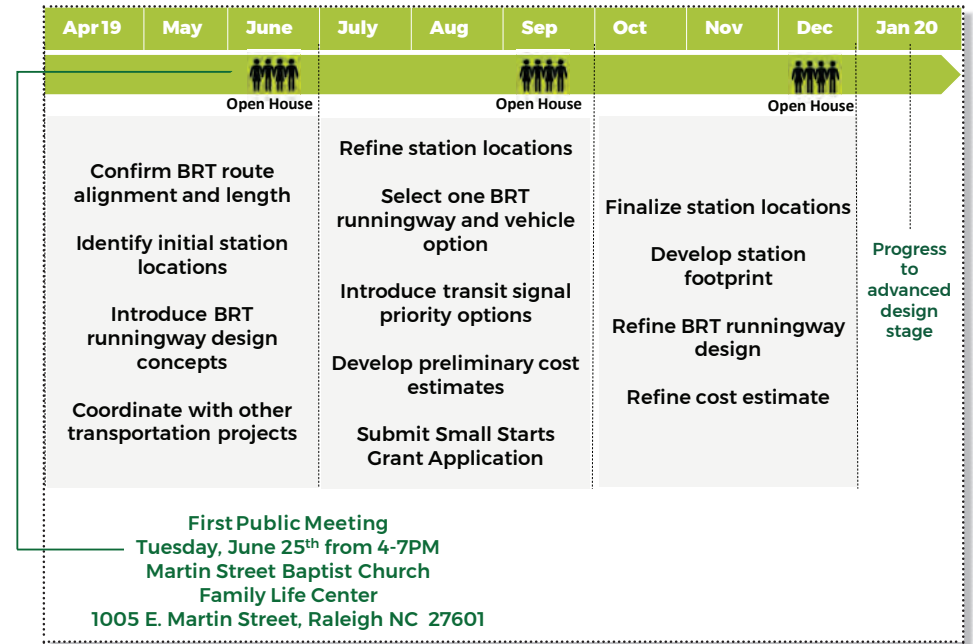 Apr 19 May June July Aug Sep Oct Nov Dec Jan 20
Open House Open House Open House
Confirm BRT route
alignment and length
Identify initial station
locations
Introduce BRT
runningway design
concepts
Coordinate with other
transportation projects
Refine station locations
Select one BRT
runningway and vehicle
option
Introduce transit signal
priority options
Develop preliminary cost
estimates
Submit Small Starts
Grant Application
Finalize station locations
Develop station
footprint
Refine BRT runningway
design
Refine cost estimate
Progress
to
advanced
design
stage
First Public Meeting
Tuesday, June 25th from 4-7PM
Martin Street Baptist Church
Family Life Center
1005 E. Martin Street, Raleigh NC 27601